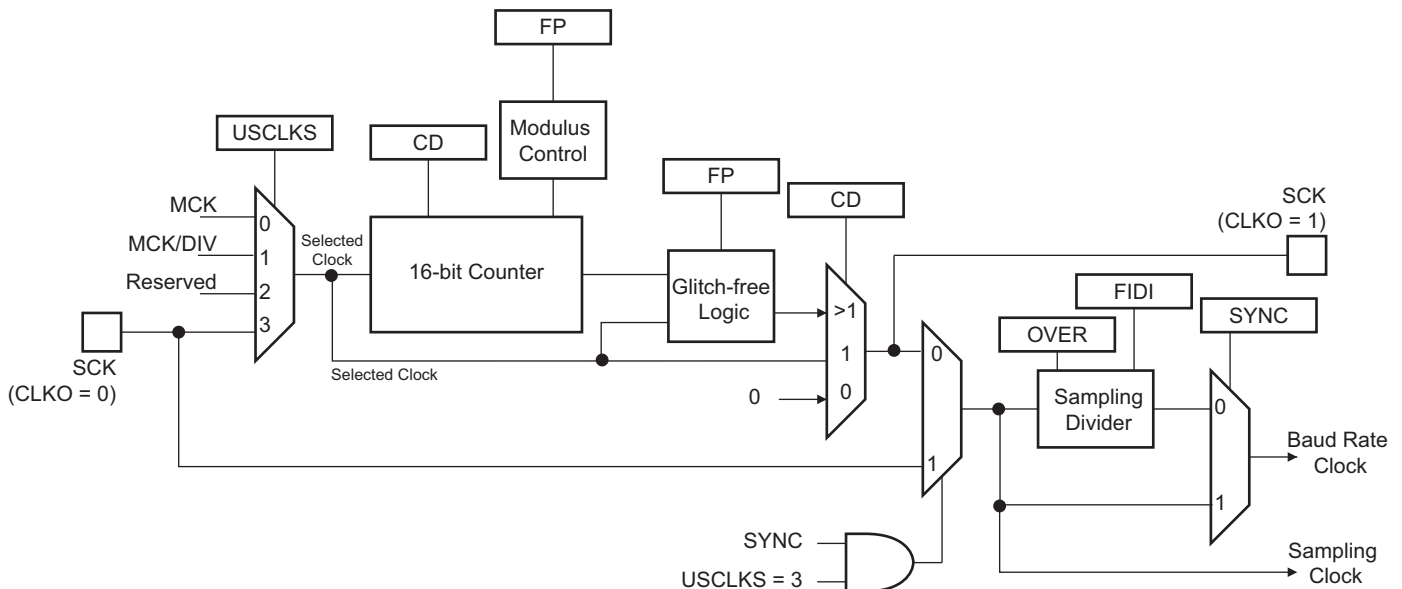 FP
Modulus
Control
USCLKS
CD
FP
CD
MCK
0
MCK/DIV
1
Reserved
2
3
Selected
Clock
16-bit Counter
Glitch-free
Logic
>1
1
0
0
Selected Clock
SCK
(CLKO = 0)
SCK
(CLKO = 1)
FIDI
OVER
SYNC
0
1
Sampling
Divider
0
1
Baud Rate
Clock
SYNC
USCLKS = 3
Sampling
Clock